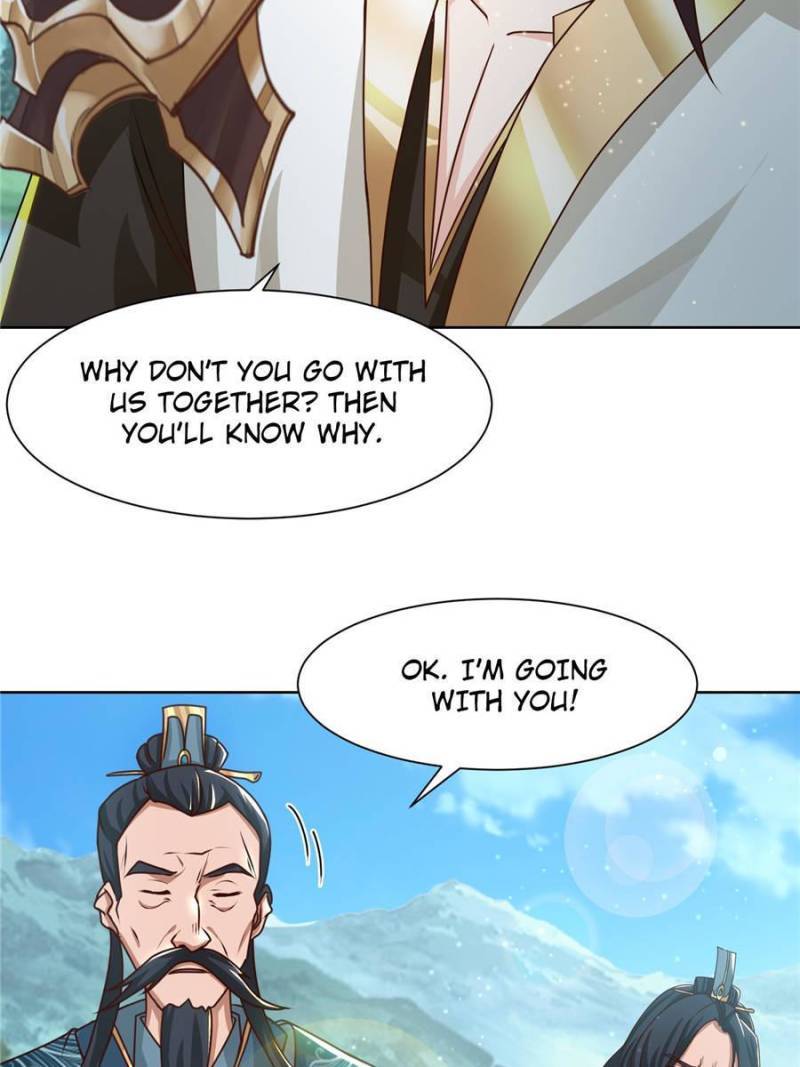 WHY DON'T YOU GO WITH
US TOGETHER? THEN
YOU'LL KNOW WHY.
OK. I'M GOING
WITH YOU!